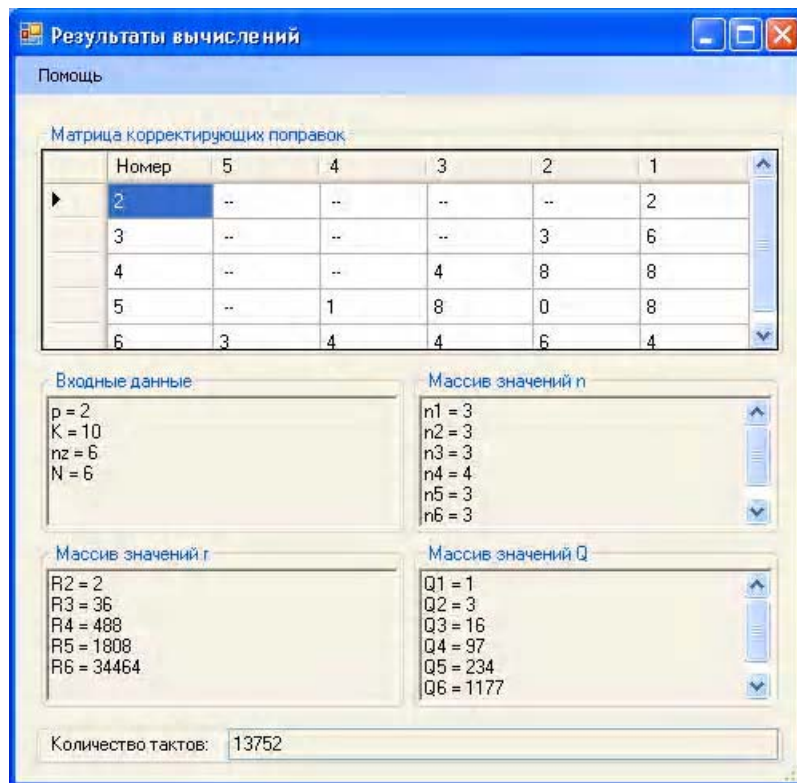 Результаты вычислений
Помощь
Матрица корректирующих поправок
Номер 5 4 3 2 1
2 -- -- -- -- 2
3 -- -- -- 3 6
4 -- -- 4 8 8
5 -- 1 8 0 8
6 3 4 4 6 4
Входные данные
p = 2
K = 10
nz = 6
N = 6
Массив значений n
n1 = 3
n2 = 3
n3 = 3
n4 = 4
n5 = 3
n6 = 3
Массив значений r
R2 = 2
R3 = 36
R4 = 488
R5 = 1808
R6 = 34464
Массив значений Q
Q1 = 1
Q2 = 3
Q3 = 16
Q4 = 97
Q5 = 234
Q6 = 1177
Количество тактов: 13752